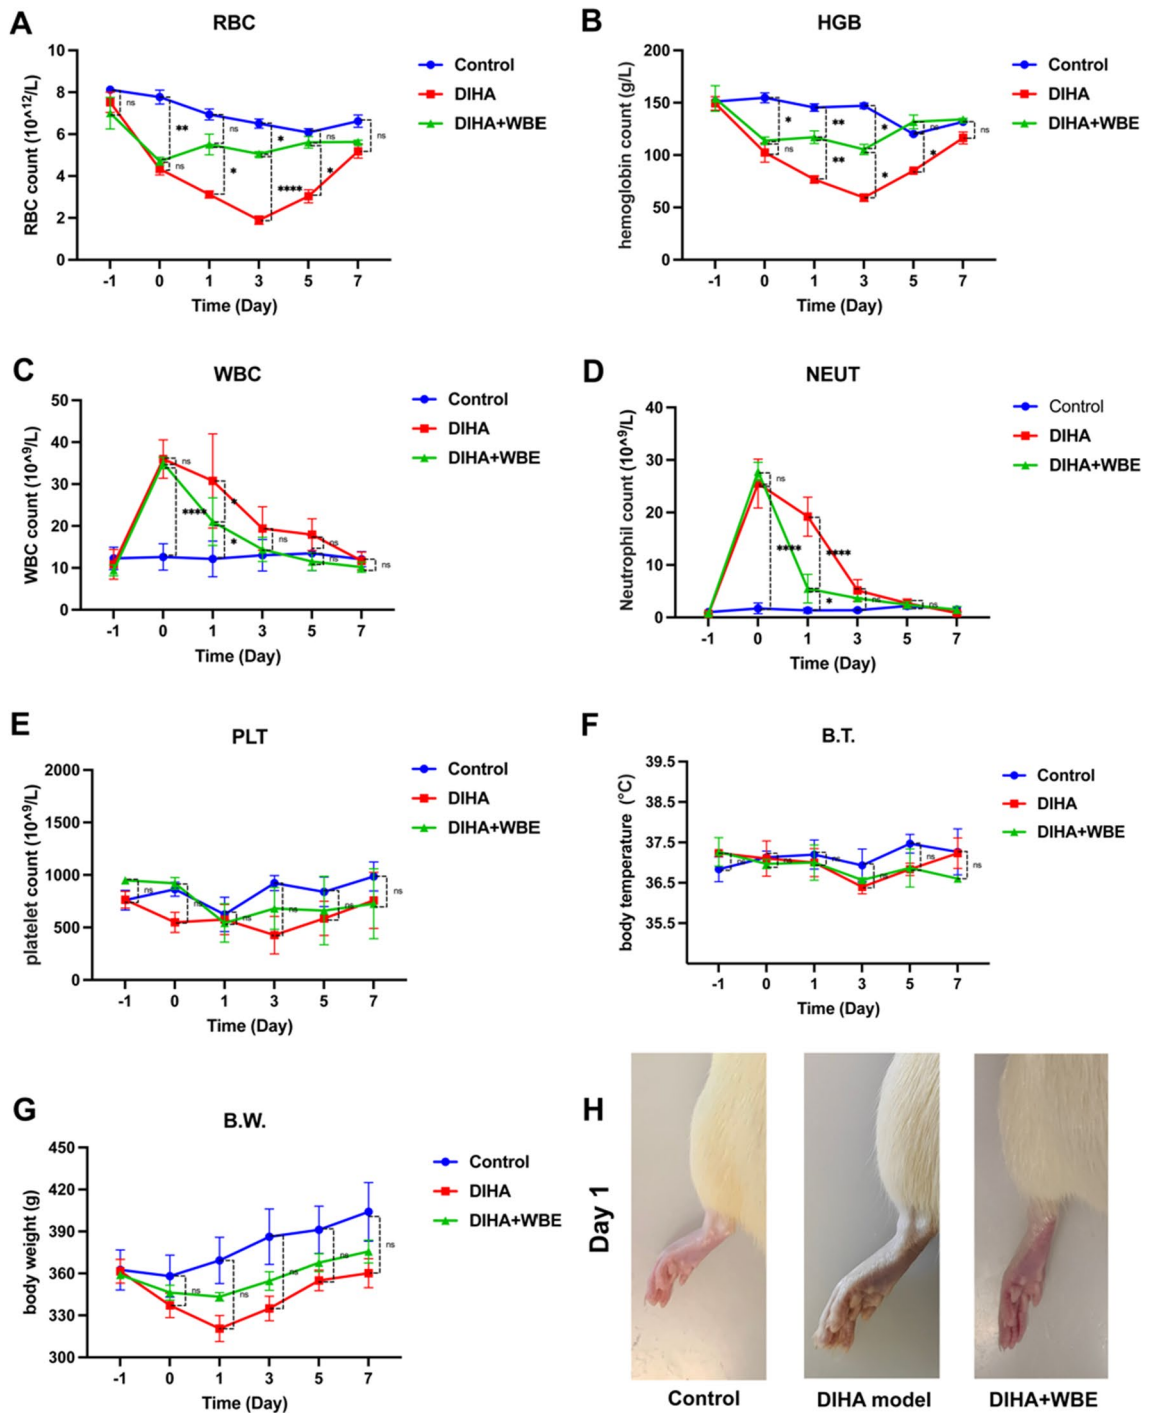 A
RBC
RBC count (10^12/L)
10
8
6
4
2
0
-1 0 1 3 5 7
Time (Day)
Control
DIHA
DIHA+WBE
ns
**
ns
ns
*
*
****
ns
*
ns
B
HGB
hemoglobin count (g/L)
200
150
100
50
0
-1 0 1 3 5 7
Time (Day)
Control
DIHA
DIHA+WBE
*
ns
**
**
*
*
ns
*
ns
C
WBC
WBC count (10^9/L)
50
40
30
20
10
0
-1 0 1 3 5 7
Time (Day)
Control
DIHA
DIHA+WBE
ns
****
*
*
ns
ns
ns
ns
D
NEUT
Neutrophil count (10^9/L)
40
30
20
10
0
-1 0 1 3 5 7
Time (Day)
Control
DIHA
DIHA+WBE
ns
****
****
*
ns
ns
E
PLT
platelet count (10^9/L)
2000
1500
1000
500
0
-1 0 1 3 5 7
Time (Day)
Control
DIHA
DIHA+WBE
ns
ns
ns
ns
ns
ns
F
B.T.
body temperature (°C)
39.5
38.5
37.5
36.5
35.5
-1 0 1 3 5 7
Time (Day)
Control
DIHA
DIHA+WBE
ns
ns
ns
ns
ns
ns
G
B.W.
body weight (g)
450
420
390
360
330
300
-1 0 1 3 5 7
Time (Day)
Control
DIHA
DIHA+WBE
ns
ns
ns
ns
ns
H
Day 1
Control
DIHA model
DIHA+WBE